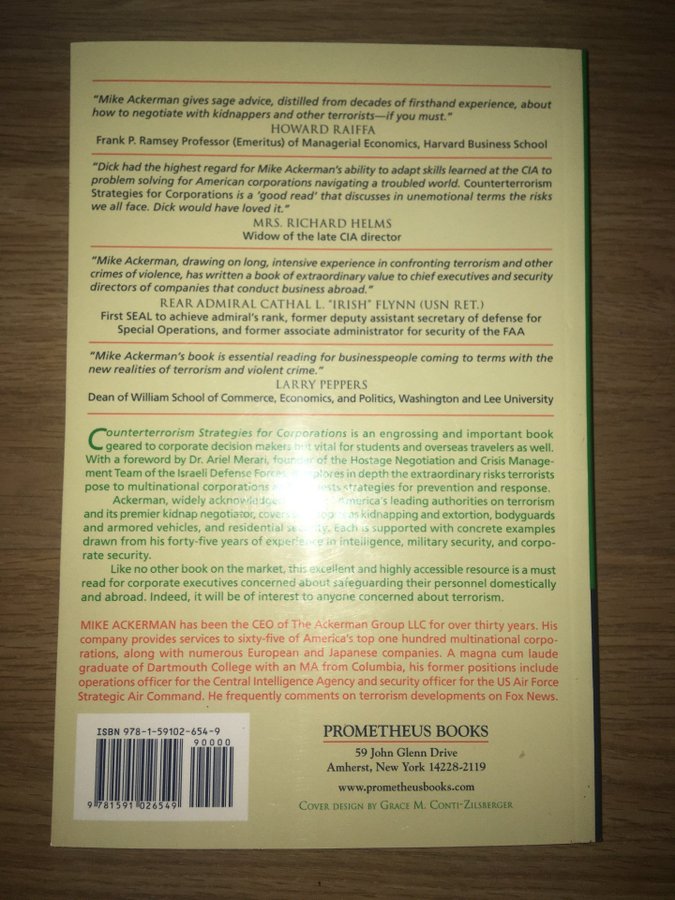 "Mike Ackerman gives sage advice, distilled from decades of firsthand experience, about
how to negotiate with kidnappers and other terrorists—if you must."
HOWARD RAIFFA
Frank P. Ramsey Professor (Emeritus) of Managerial Economics, Harvard Business School
"Dick had the highest regard for Mike Ackerman's ability to adapt skills learned at the CIA to
problem solving for American corporations navigating a troubled world. Counterterrorism
Strategies for Corporations is a 'good read' that discusses in unemotional terms the risks
we all face. Dick would have loved it."
MRS. RICHARD HELMS
Widow of the late CIA director
"Mike Ackerman, drawing on long, intensive experience in confronting terrorism and other
crimes of violence, has written a book of extraordinary value to chief executives and security
directors of companies that conduct business abroad."
REAR ADMIRAL CATHAL L. "IRISH" FLYNN (USN RET.)
First SEAL to achieve admiral's rank, former deputy assistant secretary of defense for
Special Operations, and former associate administrator for security of the FAA
"Mike Ackerman's book is essential reading for businesspeople coming to terms with the
new realities of terrorism and violent crime."
LARRY PEPPERS
Dean of William School of Commerce, Economics, and Politics, Washington and Lee University
Counterterrorism Strategies for Corporations is an engrossing and important book
geared to corporate decision makers but vital for students and overseas travelers as well.
With a foreword by Dr. Ariel Merari, founder of the Hostage Negotiation and Crisis Manage-
ment Team of the Israeli Defense Forces, explores in depth the extraordinary risks terrorists
pose to multinational corporations strategies for prevention and response.
Ackerman, widely America's leading authorities on terrorism
and its premier kidnap negotiator, kidnapping and extortion, bodyguards
and armored vehicles, and residential Each is supported with concrete examples
drawn from his forty-five years of experience in intelligence, military security, and corpo-
rate security.
Like no other book on the market, this excellent and highly accessible resource is a must
read for corporate executives concerned about safeguarding their personnel domestically
and abroad. Indeed, it will be of interest to anyone concerned about terrorism.
MIKE ACKERMAN has been the CEO of The Ackerman Group LLC for over thirty years. His
company provides services to sixty-five of America's top one hundred multinational corpo-
rations, along with numerous European and Japanese companies. A magna cum laude
graduate of Dartmouth College with an MA from Columbia, his former positions include
operations officer for the Central Intelligence Agency and security officer for the US Air Force
Strategic Air Command. He frequently comments on terrorism developments on Fox News.
ISBN 978-1-59102-654-9
90000
9 781591 026549
PROMETHEUS BOOKS
59 John Glenn Drive
Amherst, New York 14228-2119
www.prometheusbooks.com
COVER DESIGN BY GRACE M. CONTI-ZILSBERGER